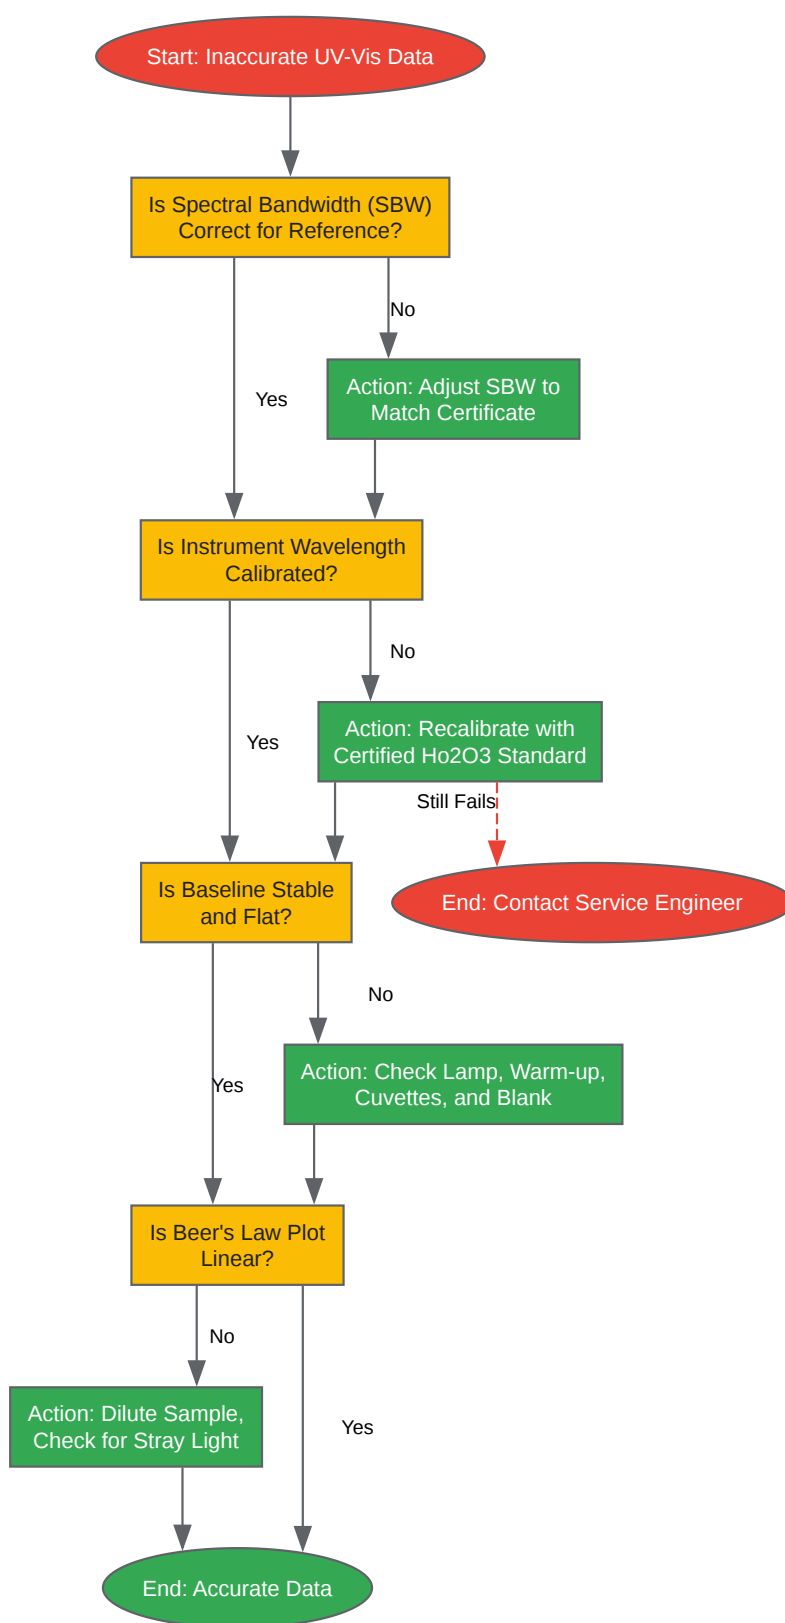 Start: Inaccurate UV-Vis Data
Is Spectral Bandwidth (SBW)
Correct for Reference?
No
Yes
Action: Adjust SBW to
Match Certificate
Is Instrument Wavelength
Calibrated?
No
Yes
Action: Recalibrate with
Certified Ho2O3 Standard
Still Fails
Is Baseline Stable
and Flat?
End: Contact Service Engineer
No
Yes
Action: Check Lamp, Warm-up,
Cuvettes, and Blank
Is Beer's Law Plot
Linear?
No
Yes
Action: Dilute Sample,
Check for Stray Light
End: Accurate Data